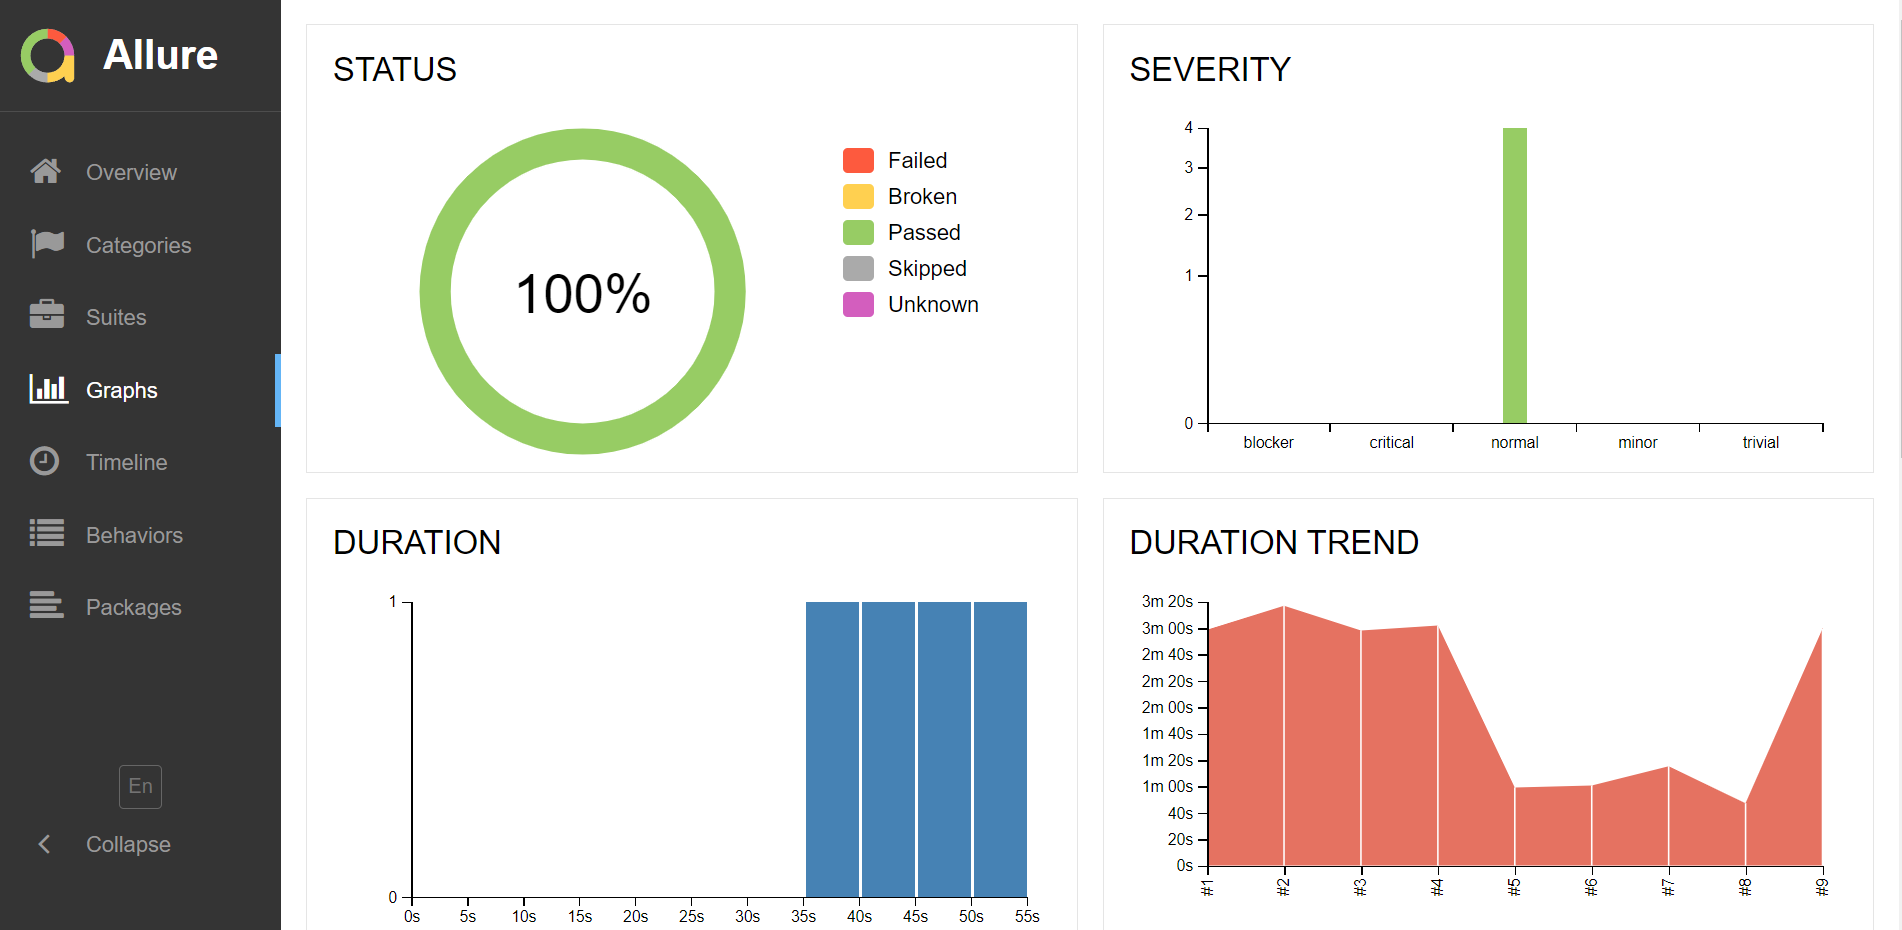 Allure
Overview
Categories
Suites
Graphs
Timeline
Behaviors
Packages
En
Collapse
STATUS
100%
Failed
Broken
Passed
Skipped
Unknown
SEVERITY
4
3
2
1
0
blocker critical normal minor trivial
DURATION
1
0
0s 5s 10s 15s 20s 25s 30s 35s 40s 45s 50s 55s
DURATION TREND
3m 20s
3m 00s
2m 40s
2m 20s
2m 00s
1m 40s
1m 20s
1m 00s
40s
20s
0s
#1 #2 #3 #4 #5 #6 #7 #8 #9